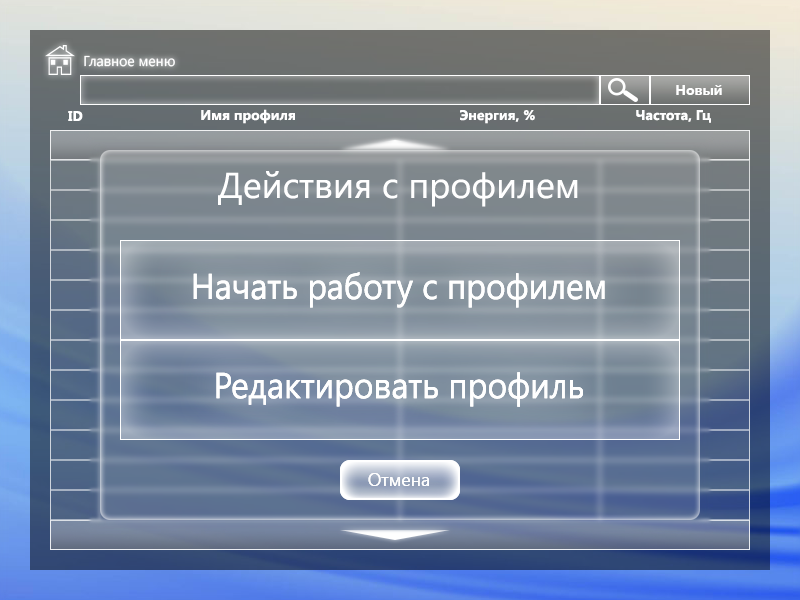 Главное меню
Новый
ID Имя профиля Энергия, % Частота, Гц
Действия с профилем
Начать работу с профилем
Редактировать профиль
Отмена